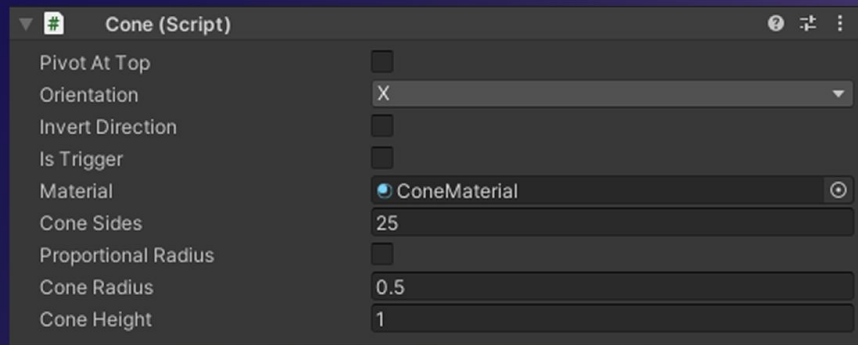 # Cone (Script)
Pivot At Top
Orientation X
Invert Direction
Is Trigger
Material ConeMaterial
Cone Sides 25
Proportional Radius
Cone Radius 0.5
Cone Height 1